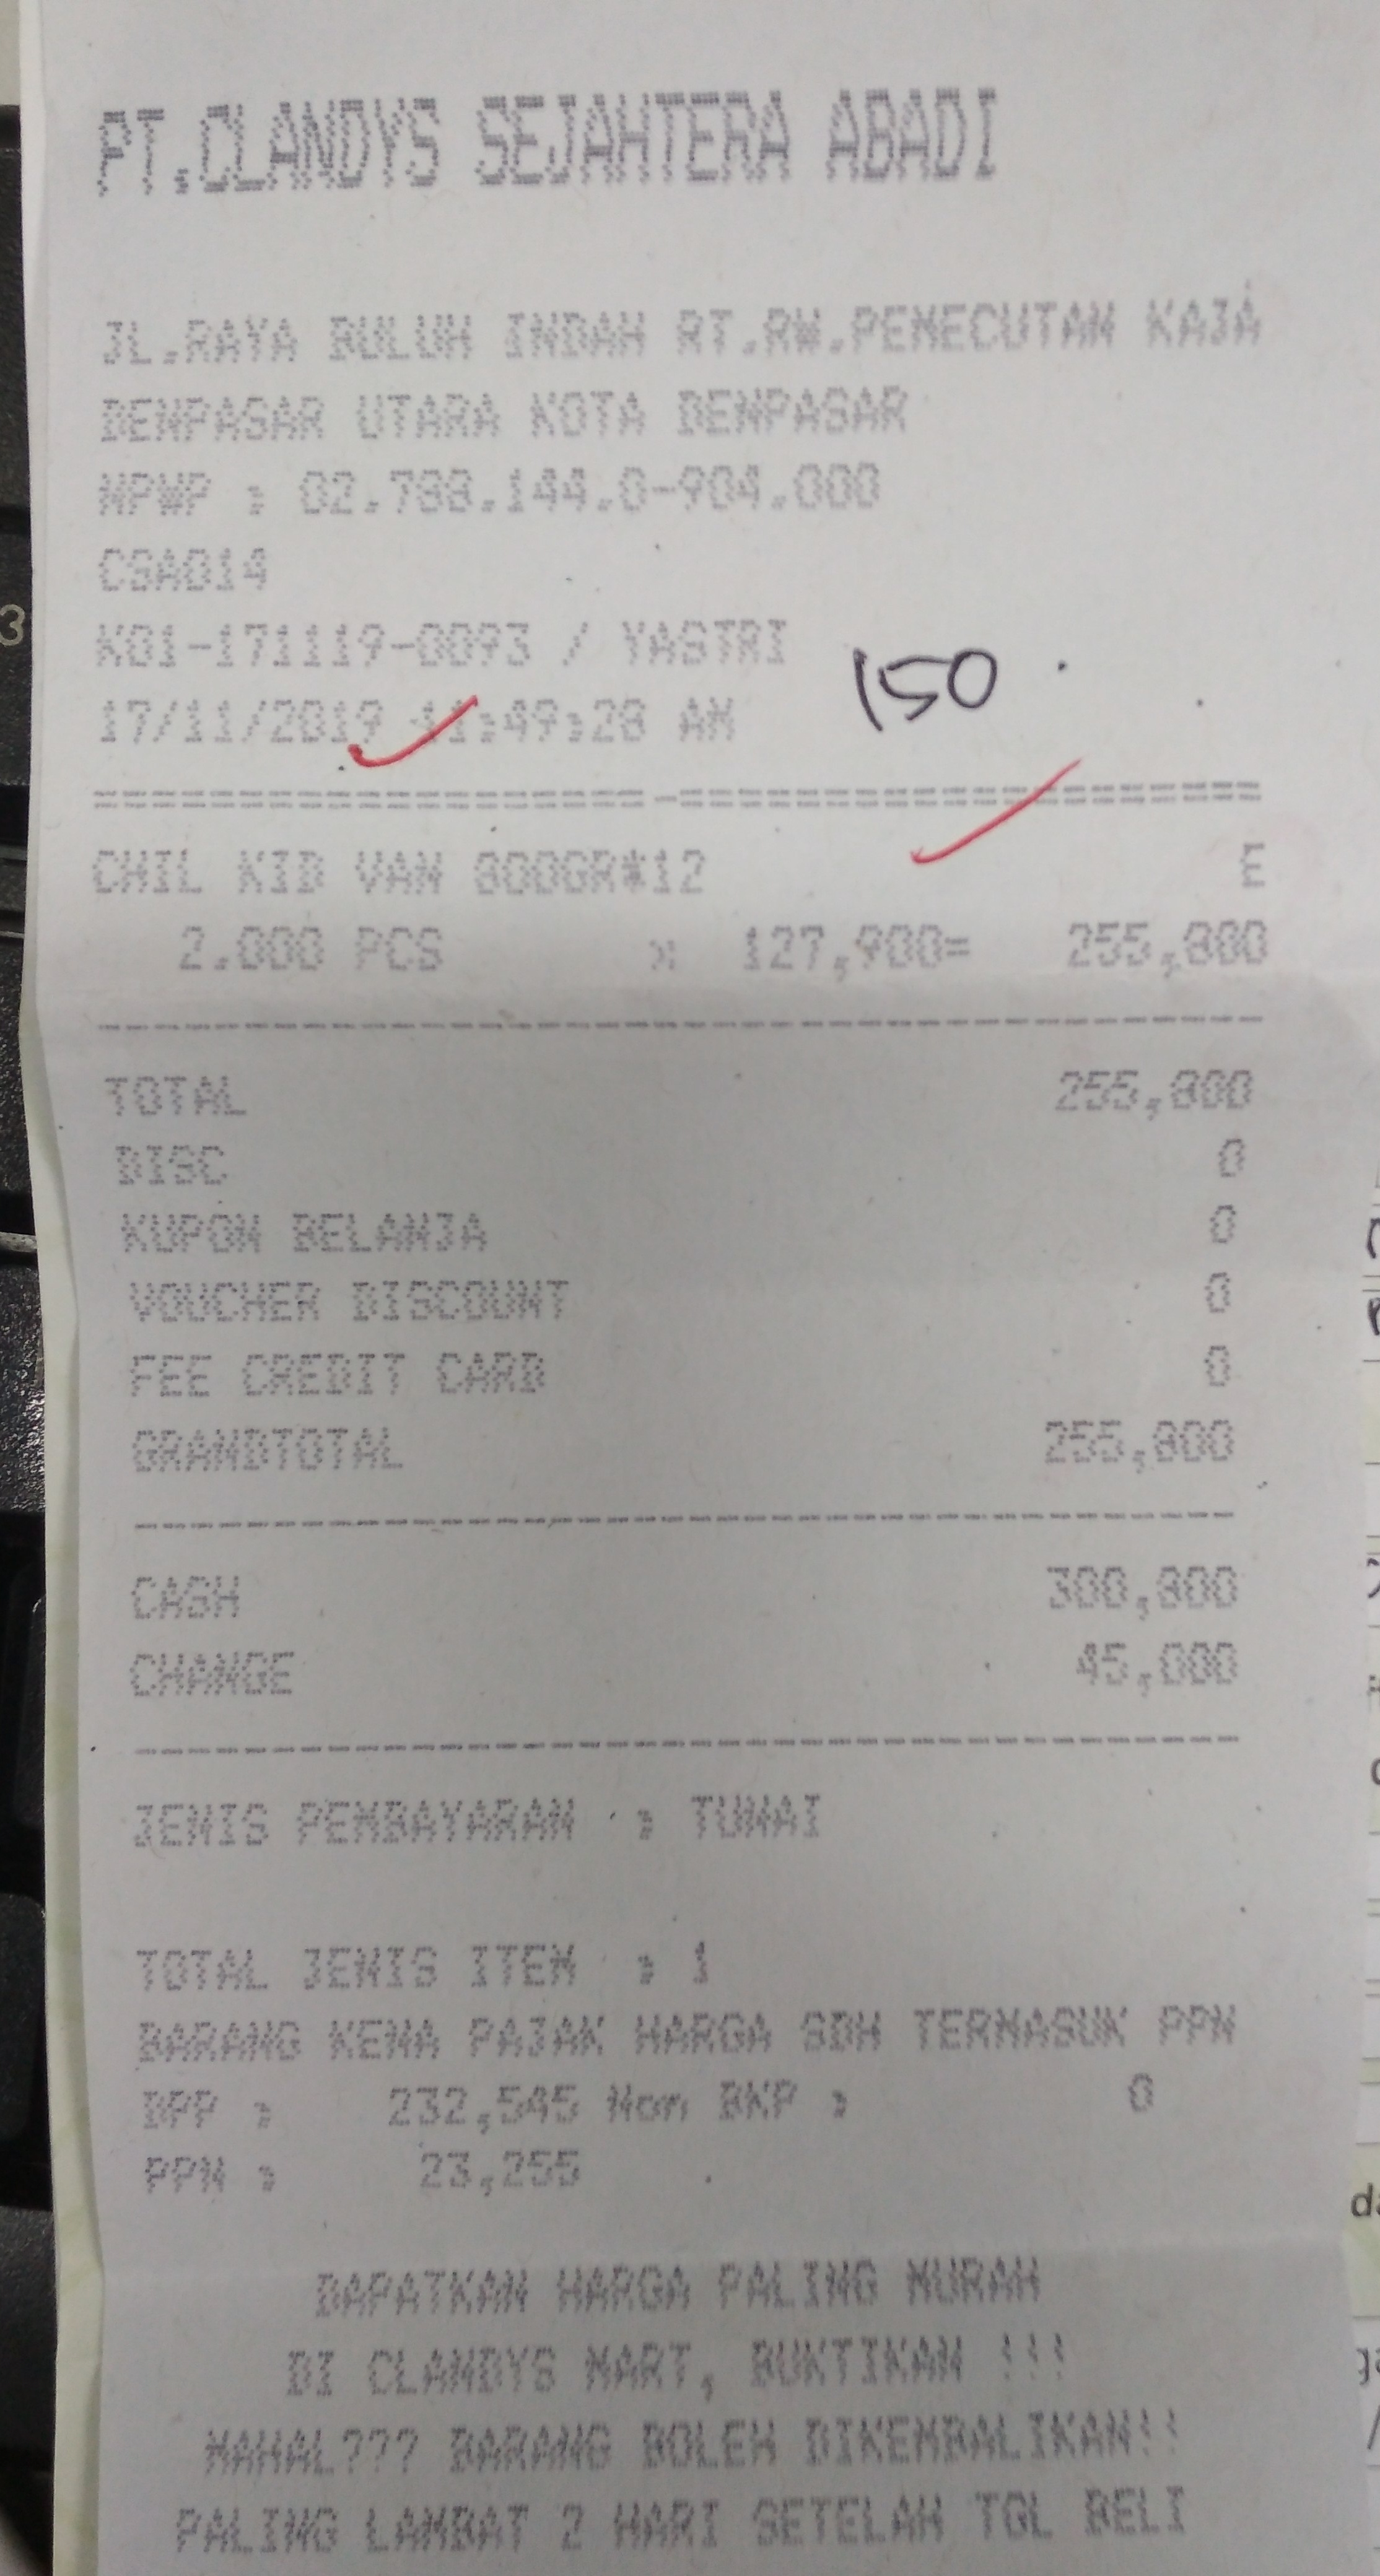 PT.CLANDYS SEJAHTERA ABADI
JL.RAYA BULUH INDAH RT.RW.PEMECUTAN KAJA
DENPASAR UTARA KOTA DENPASAR
NPWP : 02.788.144.0-904.000
CSA014
K01-171119-0093 / YASTRI
150
17/11/2019 11:49:28 AM
CHIL KID VAN 800GR#12 E
2.000 PCS x 127,900= 255,800
TOTAL 255,800
DISC 0
KUPON BELANJA 0
VOUCHER DISCOUNT 0
FEE CREDIT CARD 0
GRANDTOTAL 255,800
CASH 300,800
CHANGE 45,000
JENIS PEMBAYARAN : TUNAI
TOTAL JENIS ITEM : 1
BARANG KENA PAJAK HARGA SDH TERMASUK PPN
DPP : 232,545 Non BKP : 0
PPN : 23,255
DAPATKAN HARGA PALING MURAH
DI CLANDYS MART, BUKTIKAN !!!
MAHAL??? BARANG BOLEH DIKEMBALIKAN!!
PALING LAMBAT 2 HARI SETELAH TGL BELI